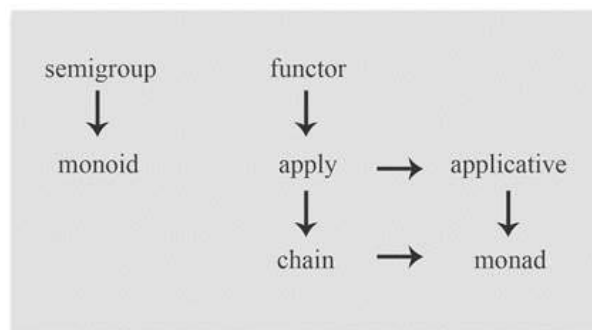 semigroup functor
monoid apply applicative
chain monad